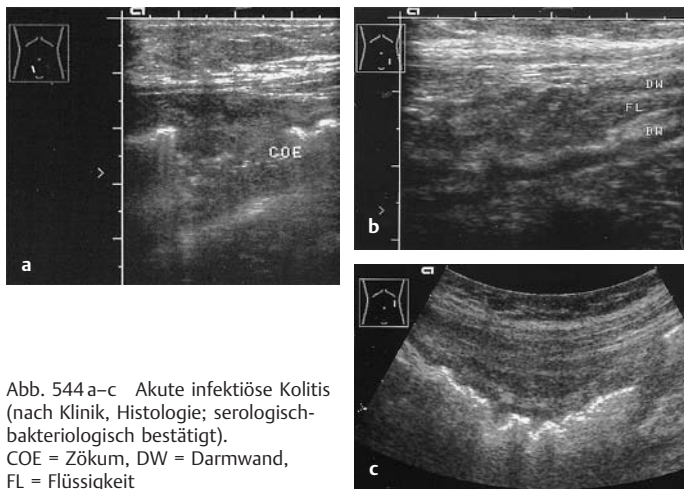 COE
a
DW
FL
DW
b
c
Abb. 544 a–c Akute infektiöse Kolitis
(nach Klinik, Histologie; serologisch-
bakteriologisch bestätigt).
COE = Zökum, DW = Darmwand,
FL = Flüssigkeit